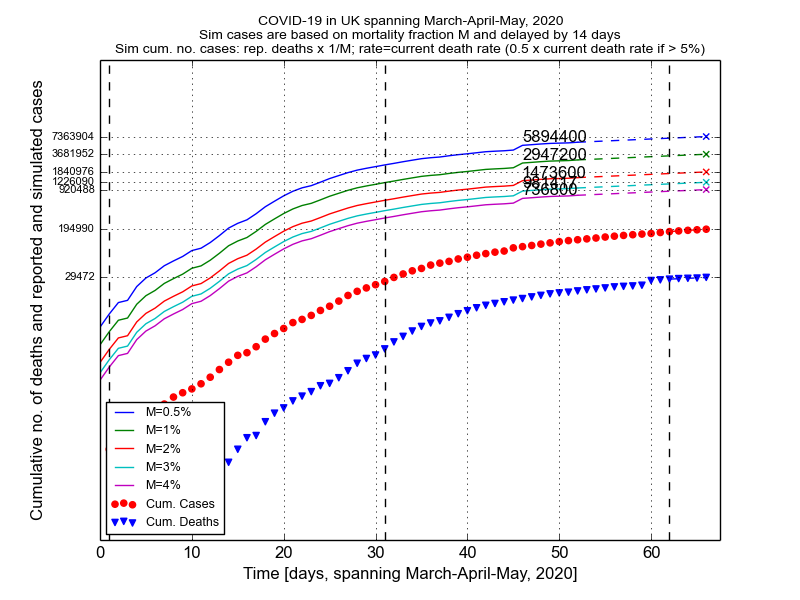 COVID-19 in UK spanning March-April-May, 2020
Sim cases are based on mortality fraction M and delayed by 14 days
Sim cum. no. cases: rep. deaths x 1/M; rate=current death rate (0.5 x current death rate if > 5%)
Cumulative no. of deaths and reported and simulated cases
7363904
3681952
1840976
1226090
920488
194990
29472
5894400
2947200
1473600
736800
M=0.5%
M=1%
M=2%
M=3%
M=4%
Cum. Cases
Cum. Deaths
0 10 20 30 40 50 60
Time [days, spanning March-April-May, 2020]